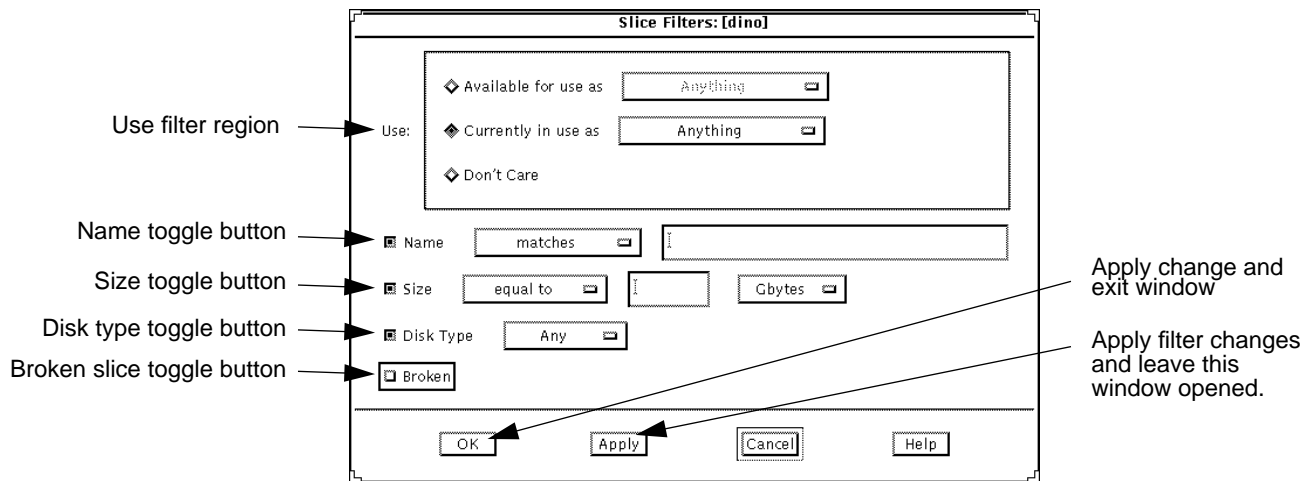 Slice Filters: [dino]
Available for use as Anything
Use filter region
Use:
Currently in use as Anything
Don't Care
Name toggle button
Name matches
Size toggle button
Size equal to Gbytes
Apply change and
exit window
Disk type toggle button
Disk Type Any
Apply filter changes
and leave this
window opened.
Broken slice toggle button
Broken
OK Apply Cancel Help